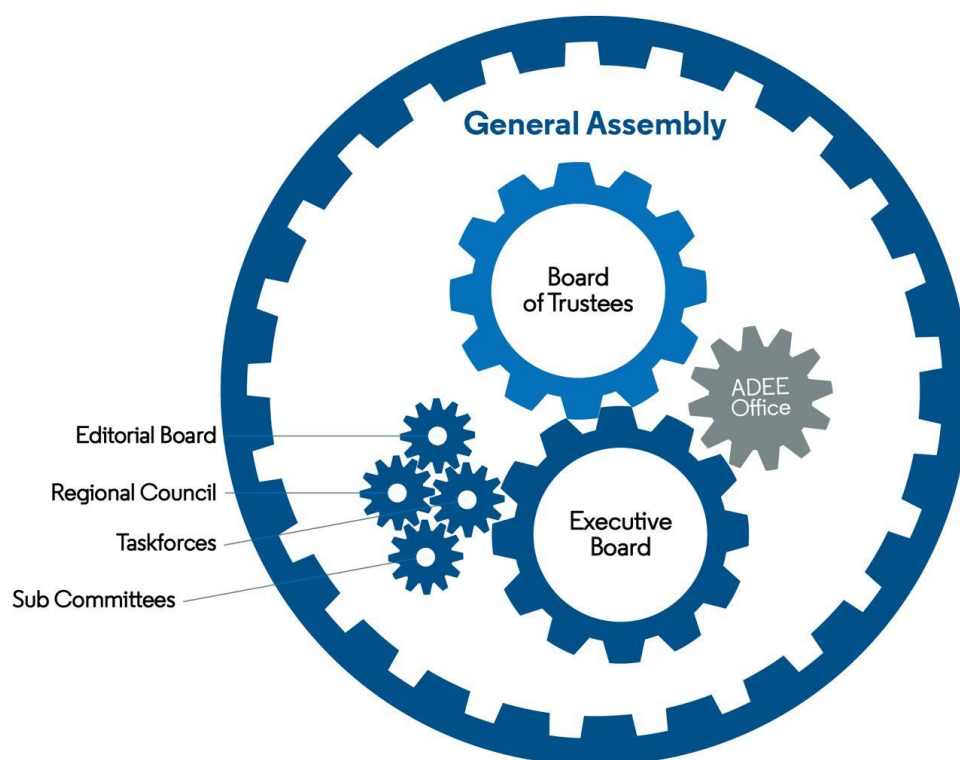 General Assembly
Board
of Trustees
ADEE
Office
Editorial Board
Regional Council
Taskforces
Sub Committees
Executive
Board